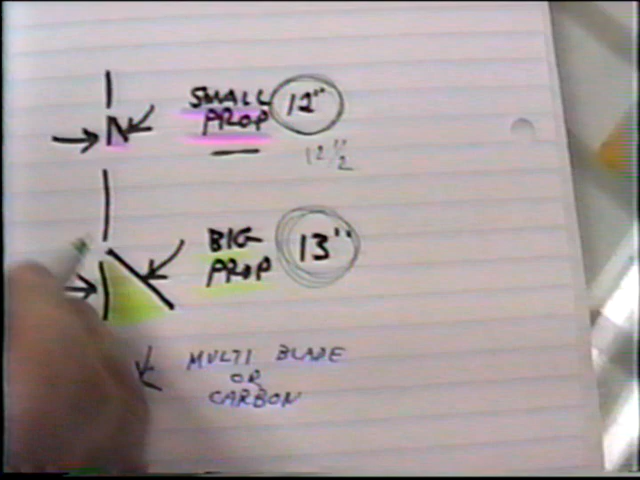 SMALL 12"
PROP
12 1/2
BIG 13"
PROP
MULTI BLADE
OR
CARBON